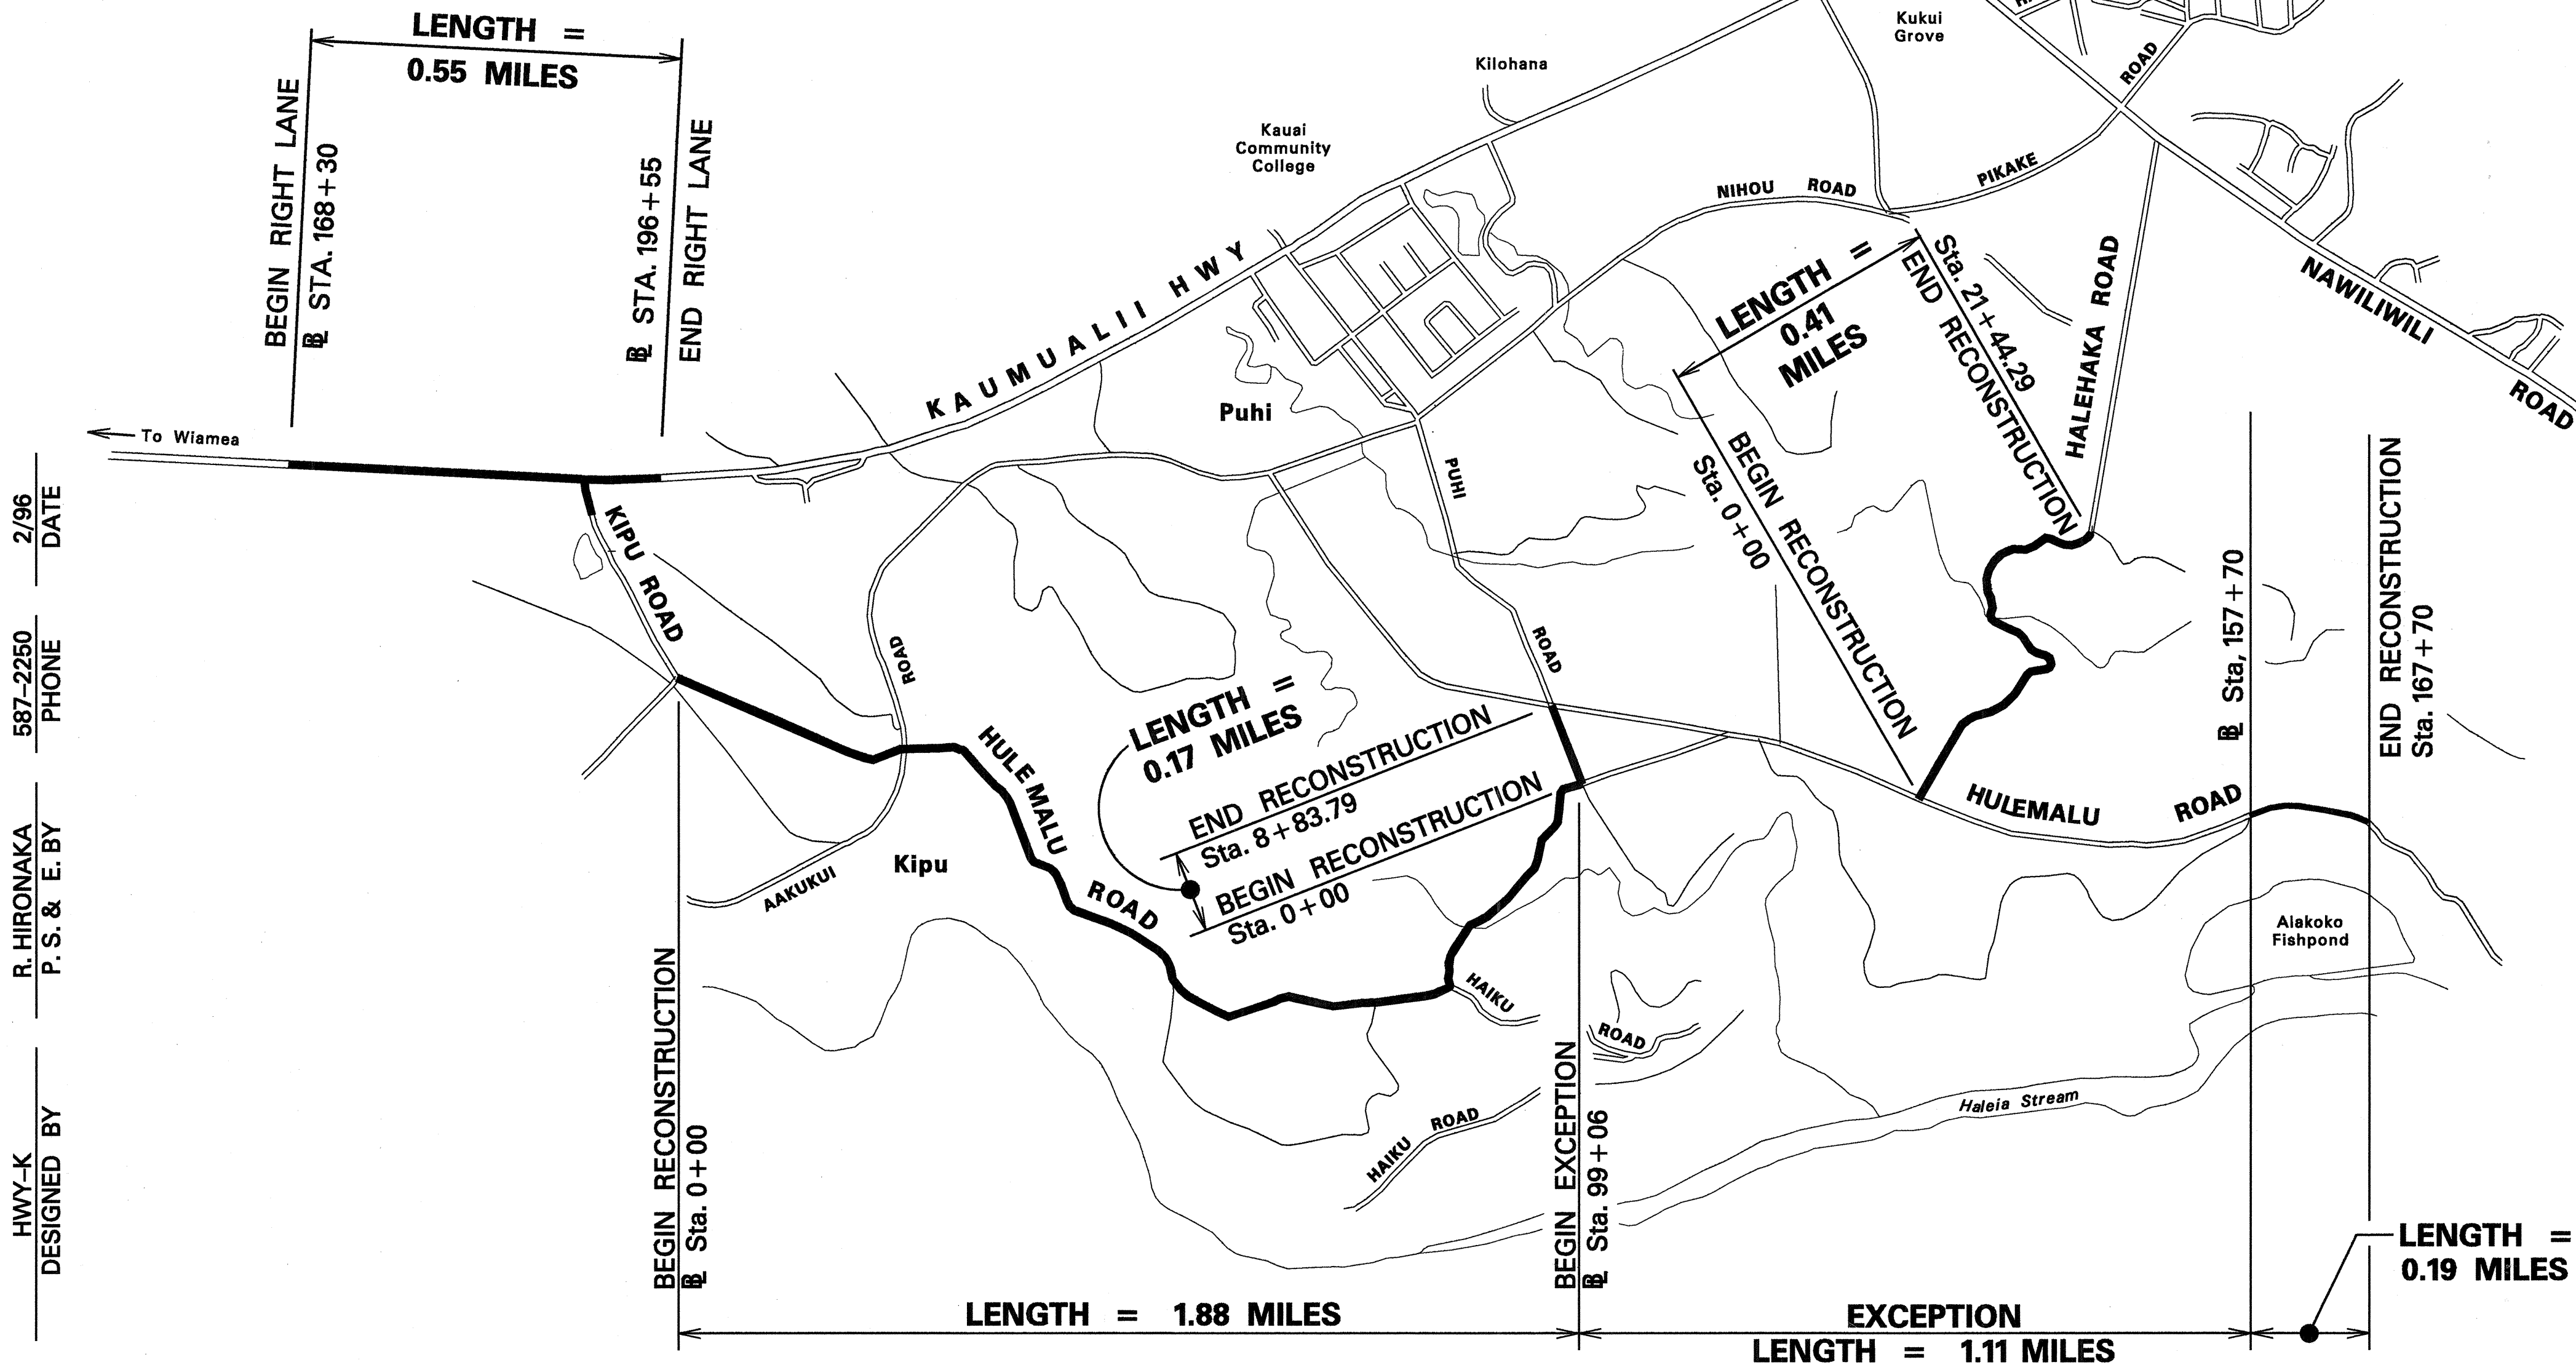 LENGTH =
0.55 MILES
BEGIN RIGHT LANE
BL STA. 168+30
BL STA. 196+55
END RIGHT LANE
Kukui
Grove
Kilohana
Kauai
Community
College
ROAD
NIHOU ROAD
PIKAKE
KAUMUALII HWY
LENGTH =
0.41
MILES
Sta. 21+44.29
END RECONSTRUCTION
HALEHAKA ROAD
NAWILIWILI
ROAD
Puhi
To Wiamea
PUHI
ROAD
BEGIN RECONSTRUCTION
Sta. 0+00
KIPU ROAD
ROAD
BL Sta, 157+70
END RECONSTRUCTION
Sta. 167+70
2/96
DATE
587-2250
PHONE
R. HIRONAKA
P. S. & E. BY
HWY-K
DESIGNED BY
LENGTH =
0.17 MILES
END RECONSTRUCTION
Sta. 8+83.79
BEGIN RECONSTRUCTION
Sta. 0+00
HULEMALU
ROAD
HULEMALU ROAD
Kipu
AAKUKUI
Alakoko
Fishpond
HAIKU
ROAD
HAIKU ROAD
Haleia Stream
BEGIN RECONSTRUCTION
BL Sta. 0+00
BEGIN EXCEPTION
BL Sta. 99+06
LENGTH =
0.19 MILES
LENGTH = 1.88 MILES
EXCEPTION
LENGTH = 1.11 MILES